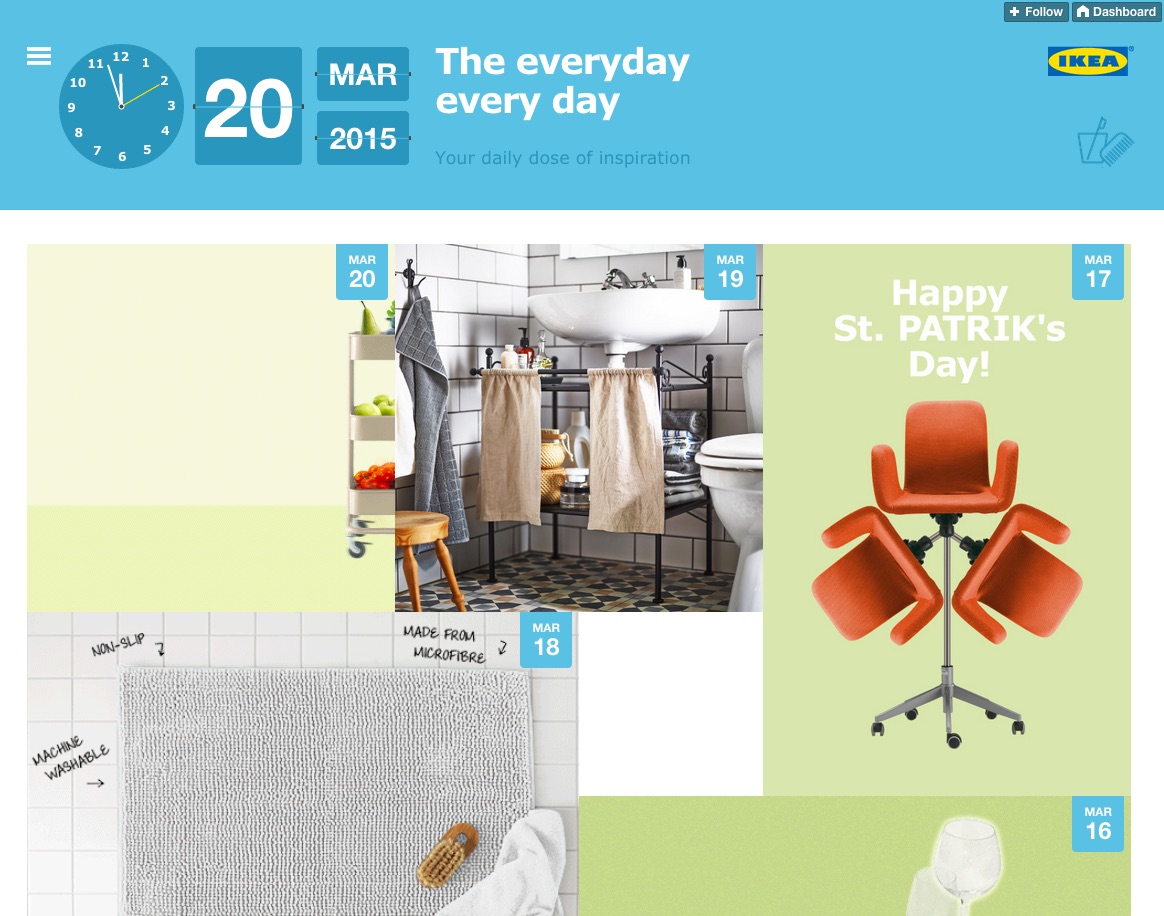 Follow
Dashboard
12
1
2
3
4
5
6
7
8
9
10
11
20
MAR
2015
The everyday
every day
Your daily dose of inspiration
IKEA
MAR
20
MAR
19
MAR
17
Happy
St. PATRIK's
Day!
MAR
18
NON-SLIP
MADE FROM
MICROFIBRE
MACHINE
WASHABLE
MAR
16